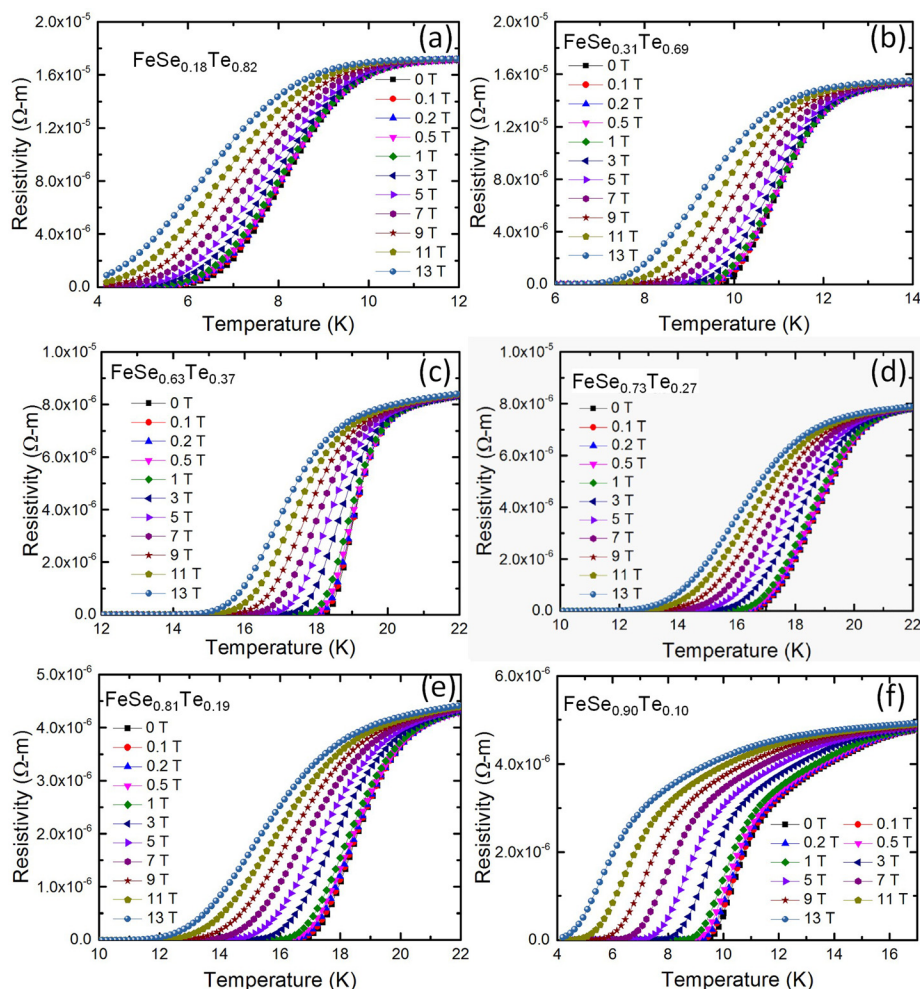 (a)
FeSe0.18Te0.82
Resistivity (Ω-m)
2.0x10-5
1.6x10-5
1.2x10-5
8.0x10-6
4.0x10-6
0.0
0 T
0.1 T
0.2 T
0.5 T
1 T
3 T
5 T
7 T
9 T
11 T
13 T
4 6 8 10 12
Temperature (K)
(b)
FeSe0.31Te0.69
Resistivity (Ω-m)
2.0x10-5
1.6x10-5
1.2x10-5
8.0x10-6
4.0x10-6
0.0
0 T
0.1 T
0.2 T
0.5 T
1 T
3 T
5 T
7 T
9 T
11 T
13 T
6 8 10 12 14
Temperature (K)
(c)
FeSe0.63Te0.37
Resistivity (Ω-m)
1.0x10-5
8.0x10-6
6.0x10-6
4.0x10-6
2.0x10-6
0.0
0 T
0.1 T
0.2 T
0.5 T
1 T
3 T
5 T
7 T
9 T
11 T
13 T
12 14 16 18 20 22
Temperature (K)
(d)
FeSe0.73Te0.27
Resistivity (Ω-m)
1.0x10-5
8.0x10-6
6.0x10-6
4.0x10-6
2.0x10-6
0.0
0 T
0.1 T
0.2 T
0.5 T
1 T
3 T
5 T
7 T
9 T
11 T
13 T
10 12 14 16 18 20 22
Temperature (K)
(e)
FeSe0.81Te0.19
Resistivity (Ω-m)
5.0x10-6
4.0x10-6
3.0x10-6
2.0x10-6
1.0x10-6
0.0
0 T
0.1 T
0.2 T
0.5 T
1 T
3 T
5 T
7 T
9 T
11 T
13 T
10 12 14 16 18 20 22
Temperature (K)
(f)
FeSe0.90Te0.10
Resistivity (Ω-m)
6.0x10-6
4.0x10-6
2.0x10-6
0.0
0 T 0.1 T
0.2 T 0.5 T
1 T 3 T
5 T 7 T
9 T 11 T
13 T
4 6 8 10 12 14 16
Temperature (K)